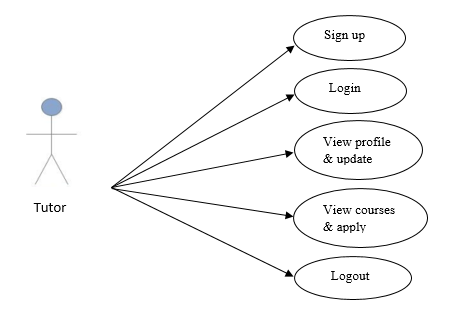 Sign up
Login
View profile
& update
Tutor
View courses
& apply
Logout